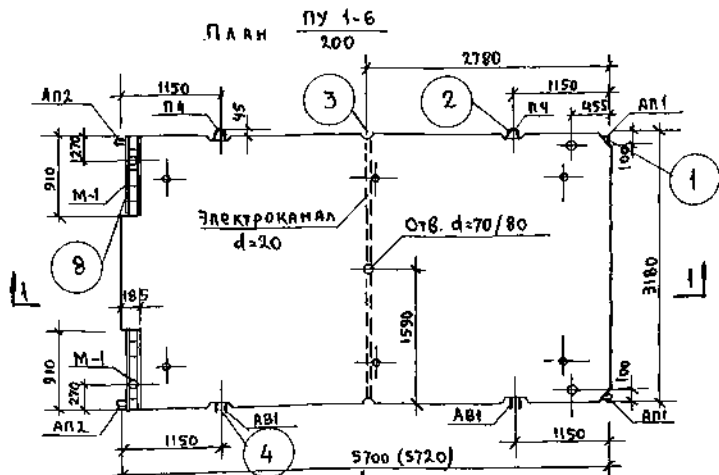 План ПУ 1-6
200
2780
1150
1150
АП2
П4
45
3
2
П4
455
АП1
270
910
М-1
100
1
Электроканал
d=20
Отв. d=70/80
8
185
1
1
3180
1590
910
М-1
270
100
АП2
АВ1
АВ1
АП1
1150
4
1150
5700 (5720)